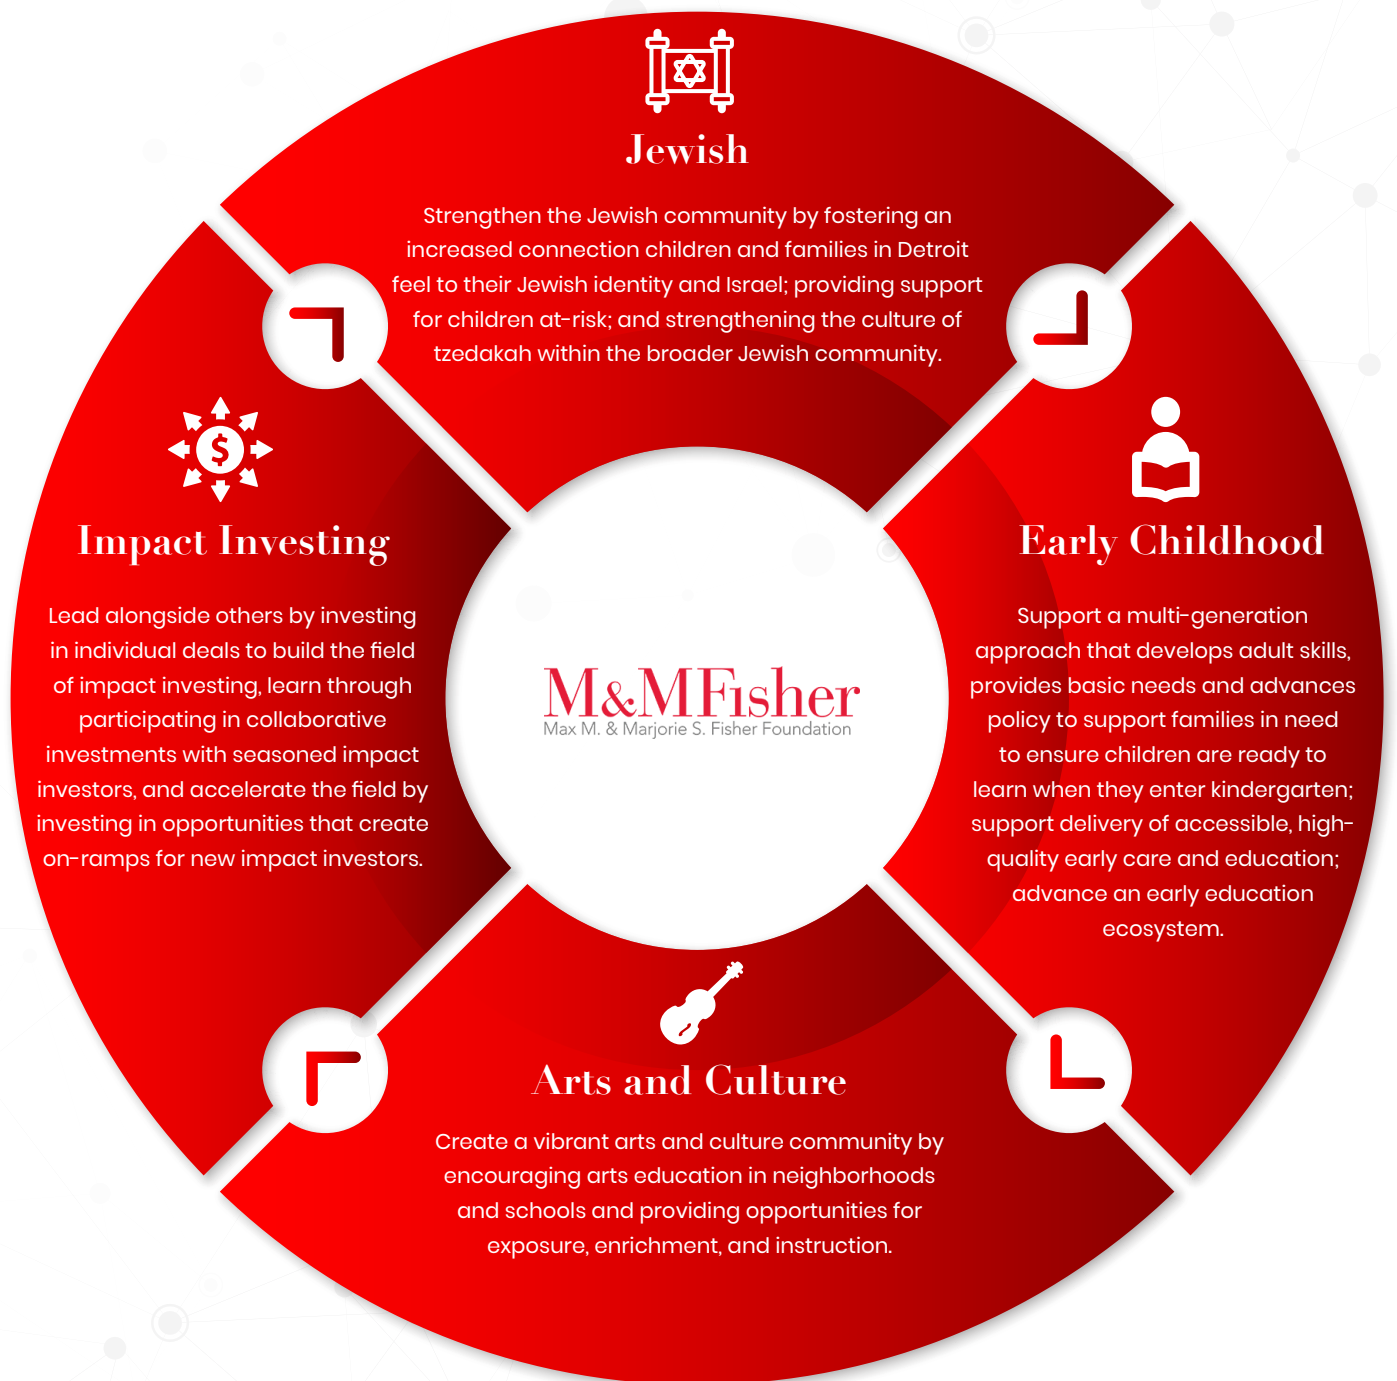 Jewish
Strengthen the Jewish community by fostering an
increased connection children and families in Detroit
feel to their Jewish identity and Israel; providing support
for children at-risk; and strengthening the culture of
tzedakah within the broader Jewish community.
$
Impact Investing
Lead alongside others by investing
in individual deals to build the field
of impact investing, learn through
participating in collaborative
investments with seasoned impact
investors, and accelerate the field by
investing in opportunities that create
on-ramps for new impact investors.
M&MFisher
Max M. & Marjorie S. Fisher Foundation
Early Childhood
Support a multi-generation
approach that develops adult skills,
provides basic needs and advances
policy to support families in need
to ensure children are ready to
learn when they enter kindergarten;
support delivery of accessible, high-
quality early care and education;
advance an early education
ecosystem.
Arts and Culture
Create a vibrant arts and culture community by
encouraging arts education in neighborhoods
and schools and providing opportunities for
exposure, enrichment, and instruction.